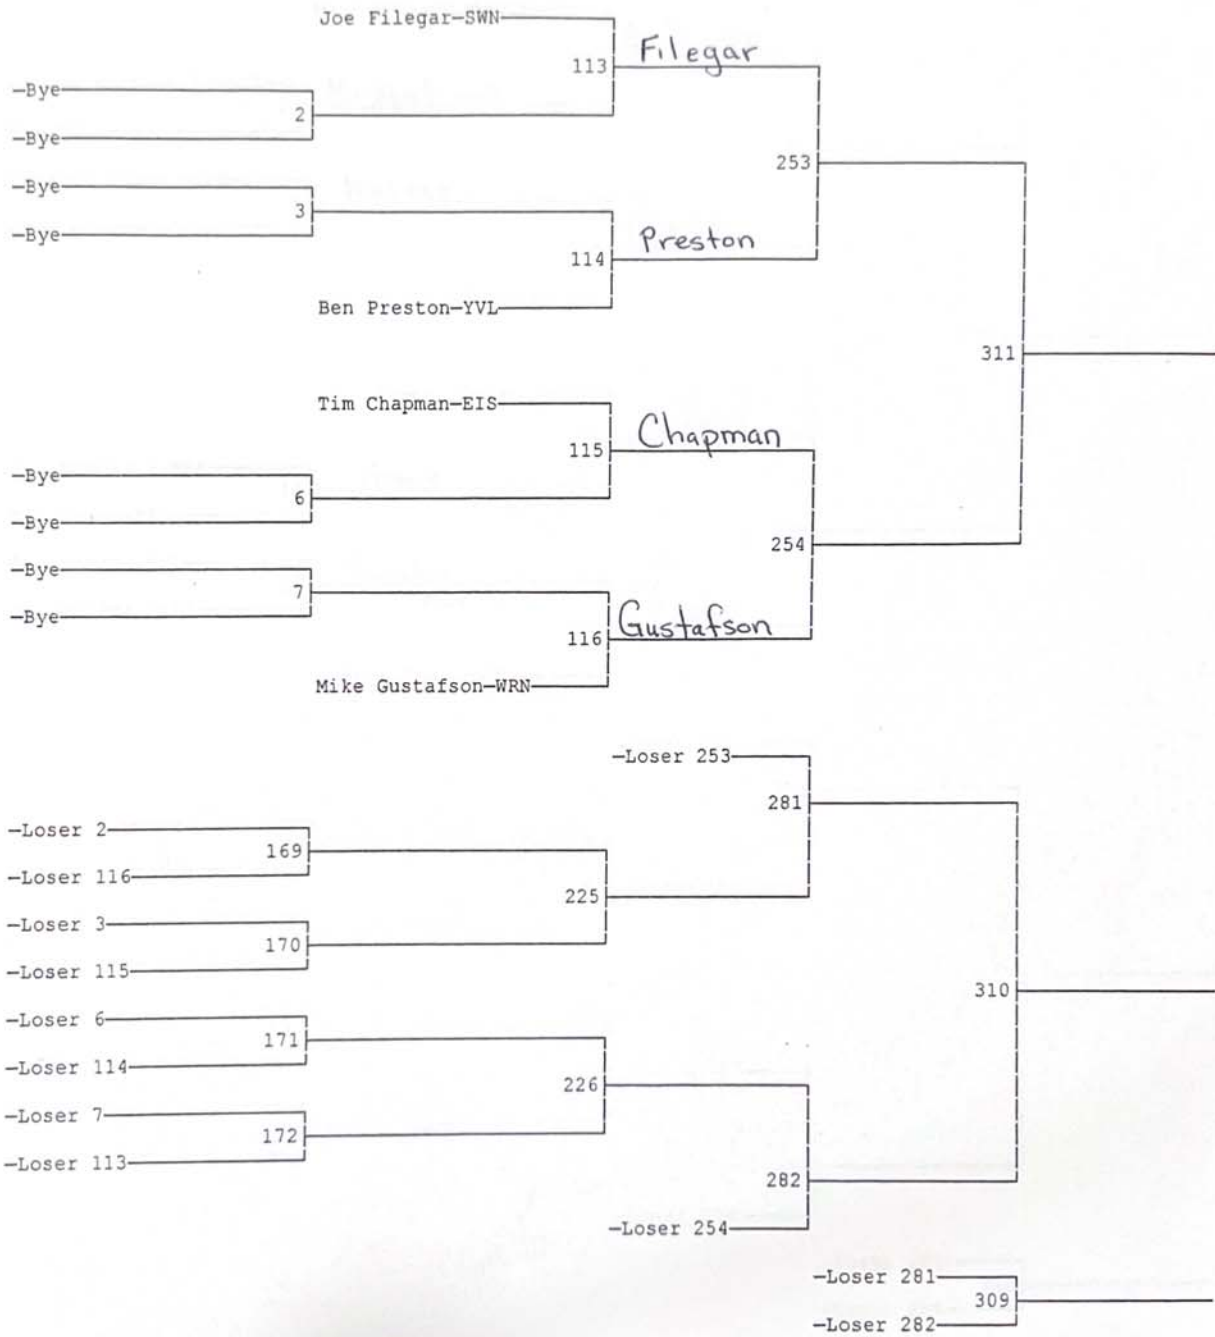 Joe Filegar—SWN
113 Filegar
—Bye
2
—Bye
253
—Bye
3
—Bye
114 Preston
Ben Preston—YVL
311
Tim Chapman—EIS
115 Chapman
—Bye
6
—Bye
254
—Bye
7
—Bye
116 Gustafson
Mike Gustafson—WRN
—Loser 253
281
—Loser 2
169
—Loser 116
225
—Loser 3
170
—Loser 115
310
—Loser 6
171
—Loser 114
226
—Loser 7
172
—Loser 113
282
—Loser 254
—Loser 281
309
—Loser 282